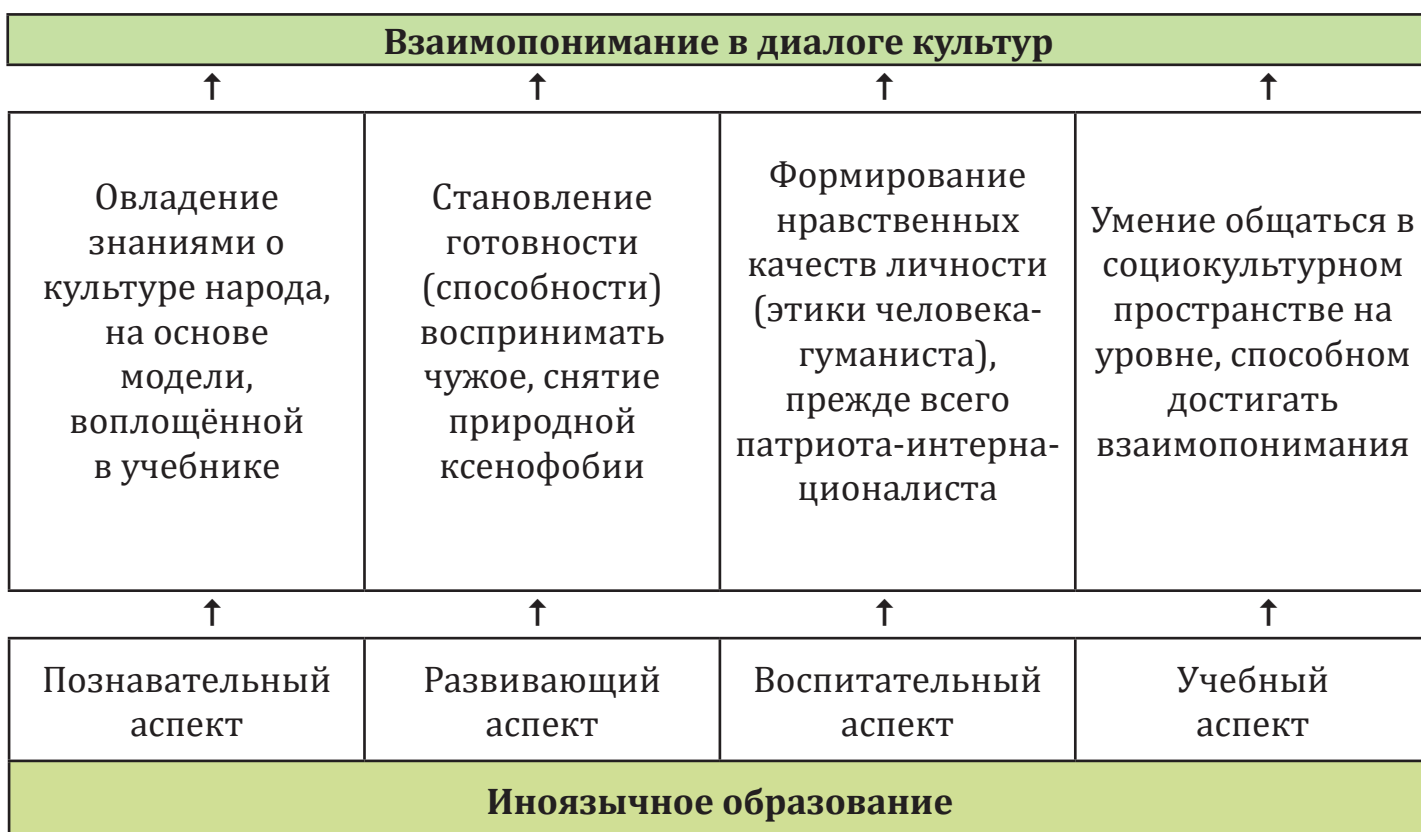 Взаимопонимание в диалоге культур
↑ ↑ ↑ ↑
Овладение
знаниями о
культуре народа,
на основе
модели,
воплощённой
в учебнике
Становление
готовности
(способности)
воспринимать
чужое, снятие
природной
ксенофобии
Формирование
нравственных
качеств личности
(этики человека-
гуманиста),
прежде всего
патриота-интерна-
ционалиста
Умение общаться в
социокультурном
пространстве на
уровне, способном
достигать
взаимопонимания
↑ ↑ ↑ ↑
Познавательный
аспект
Развивающий
аспект
Воспитательный
аспект
Учебный
аспект
Иноязычное образование